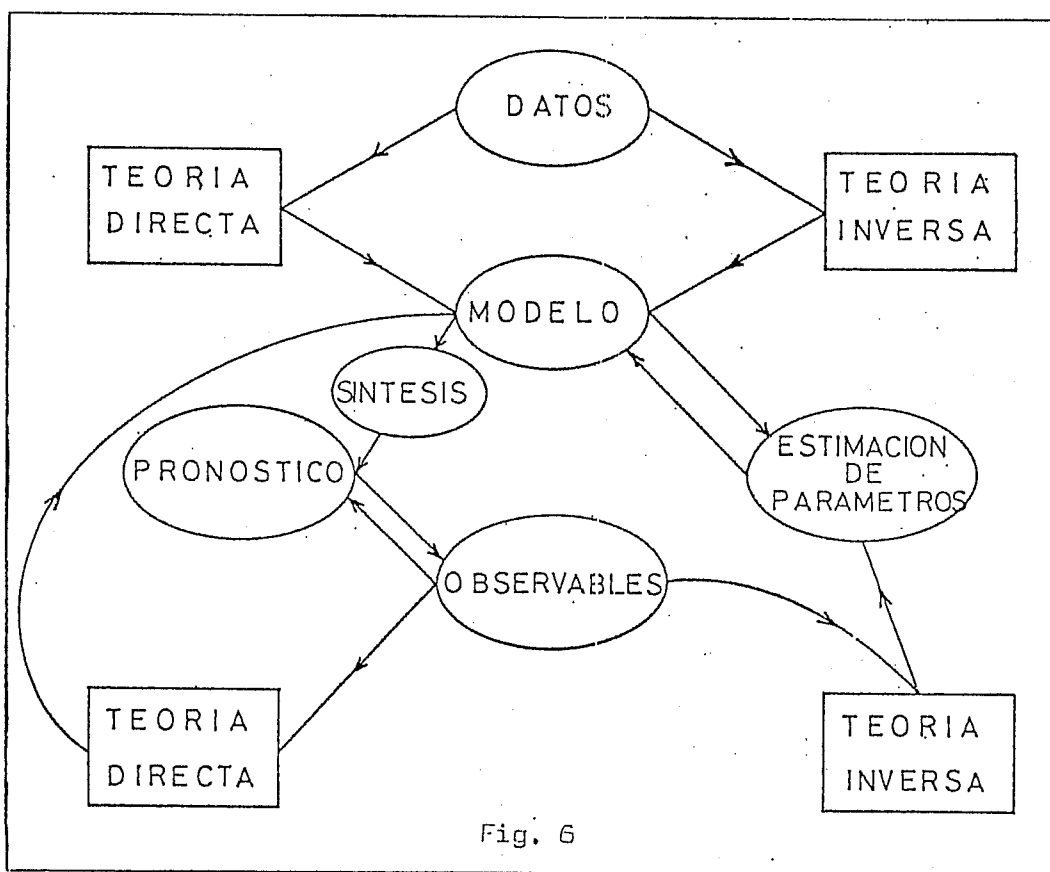 DATOS
TEORIA
DIRECTA
TEORIA
INVERSA
MODELO
SINTESIS
PRONOSTICO
ESTIMACION
DE
PARAMETROS
OBSERVABLES
TEORIA
DIRECTA
TEORIA
INVERSA
Fig. 6